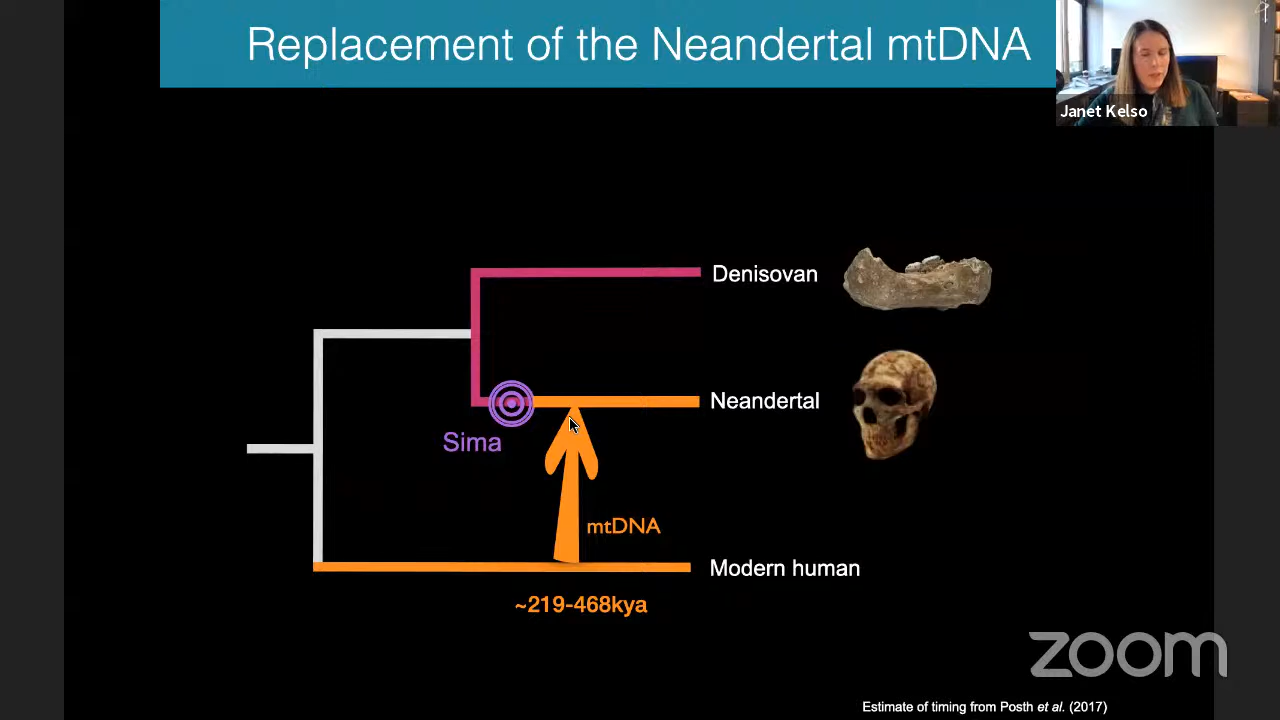 Replacement of the Neandertal mtDNA
Janet Kelso
Denisovan
Neandertal
Sima
mtDNA
Modern human
~219-468kya
zoom
Estimate of timing from Posth et al. (2017)